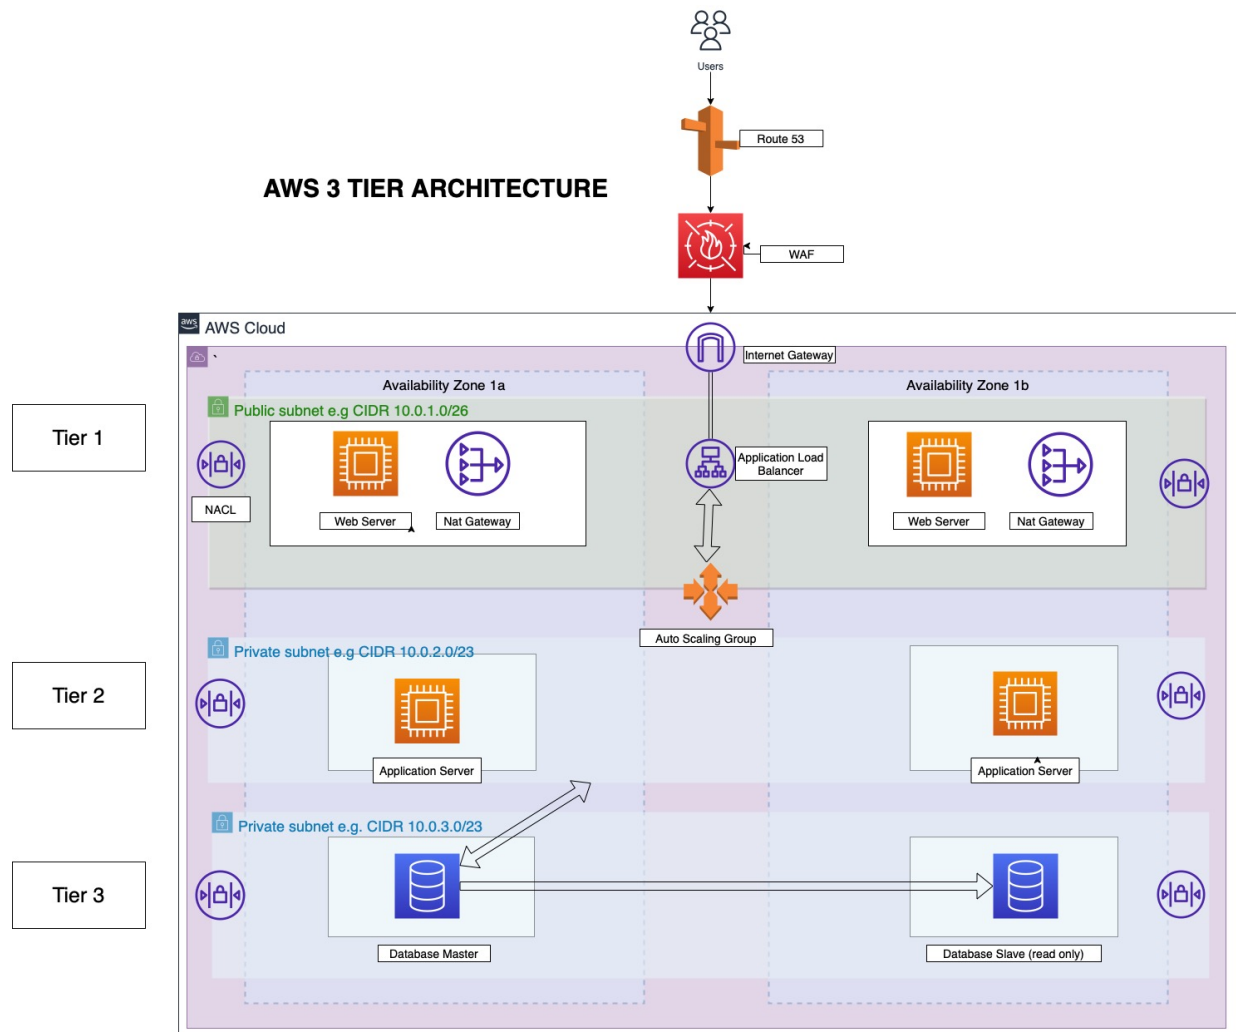 Users
Route 53
AWS 3 TIER ARCHITECTURE
WAF
aws
AWS Cloud
`
Internet Gateway
Availability Zone 1a
Availability Zone 1b
Tier 1
Public subnet e.g CIDR 10.0.1.0/26
Application Load
Balancer
NACL
Web Server
Nat Gateway
Web Server
Nat Gateway
Auto Scaling Group
Tier 2
Private subnet e.g CIDR 10.0.2.0/23
Application Server
Application Server
Tier 3
Private subnet e.g. CIDR 10.0.3.0/23
Database Master
Database Slave (read only)